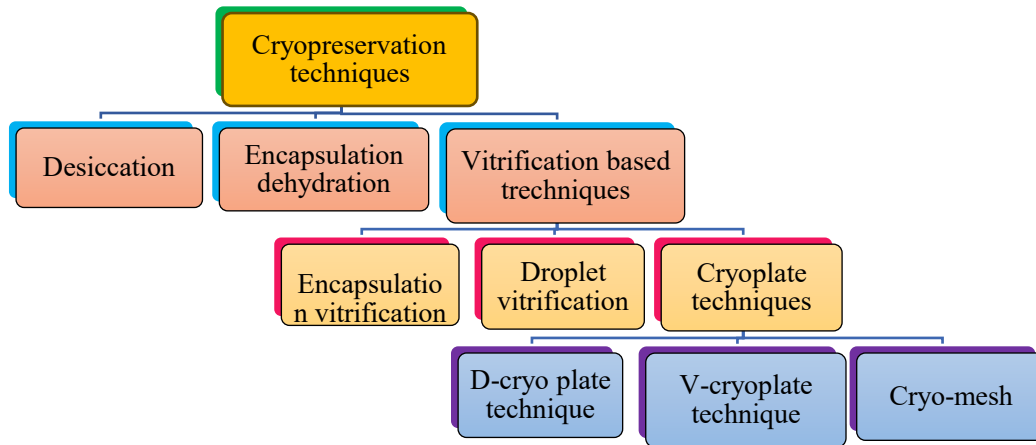 Cryopreservation
techniques
Desiccation
Encapsulation
dehydration
Vitrification based
trechniques
Encapsulatio
n vitrification
Droplet
vitrification
Cryoplate
techniques
D-cryo plate
technique
V-cryoplate
technique
Cryo-mesh